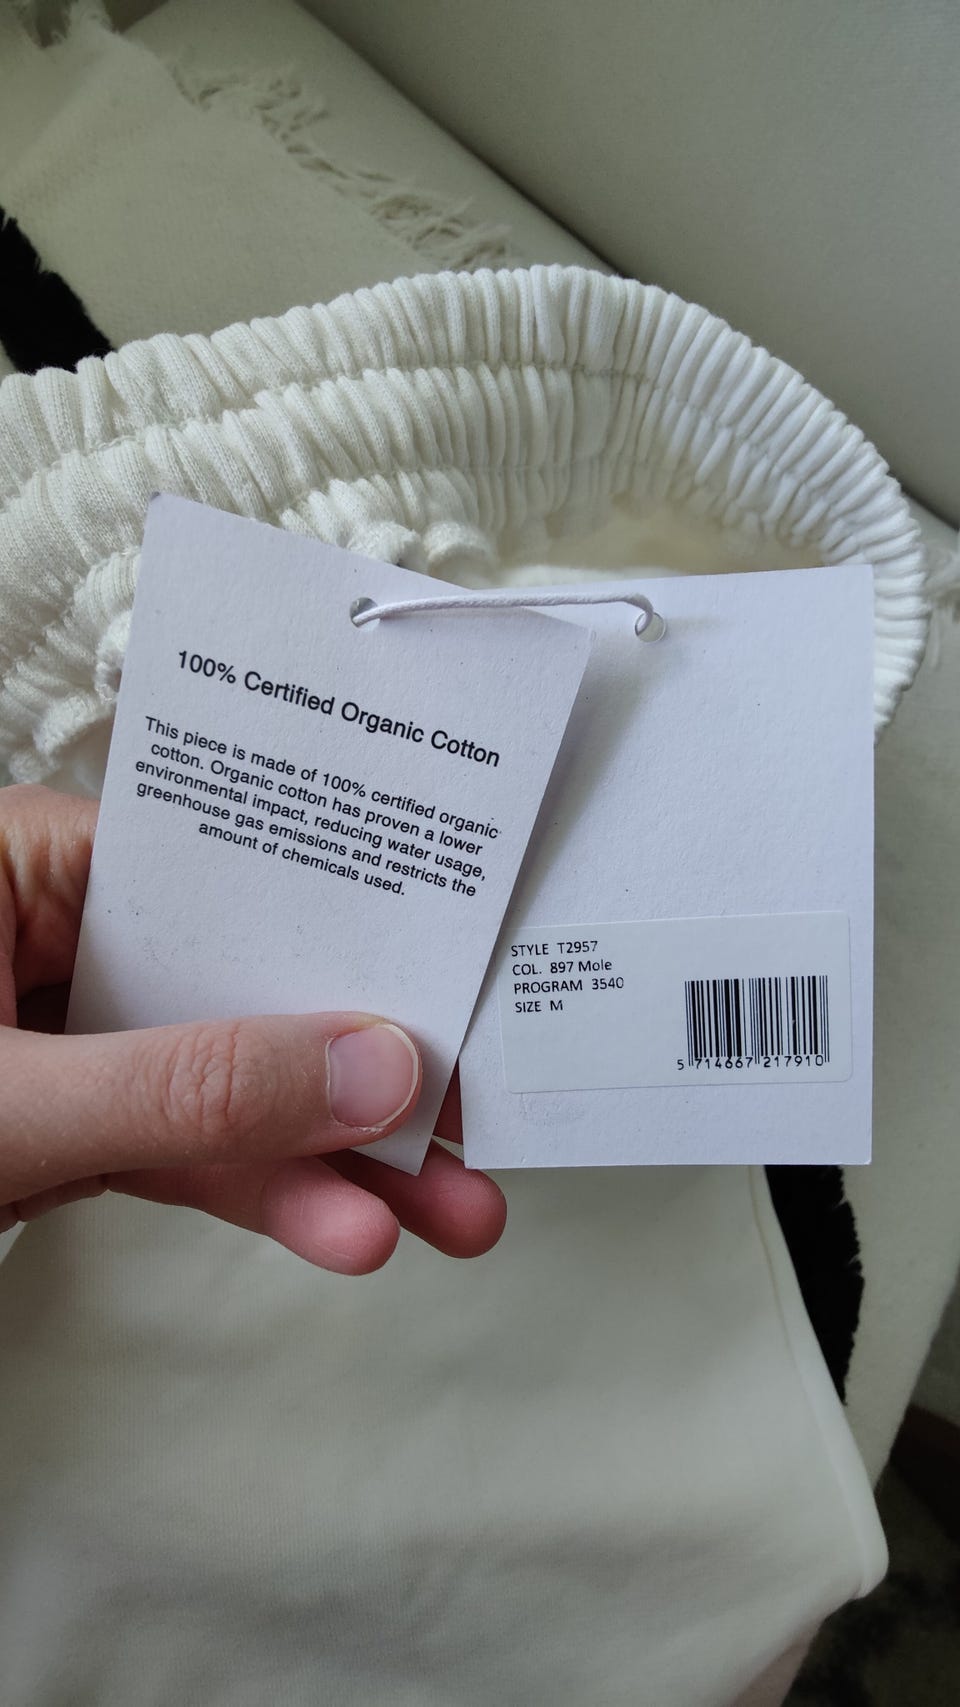 100% Certified Organic Cotton
This piece is made of 100% certified organic
cotton. Organic cotton has proven a lower
environmental impact, reducing water usage,
greenhouse gas emissions and restricts the
amount of chemicals used.
STYLE T2957
COL. 897 Mole
PROGRAM 3540
SIZE M
5 714667 217910